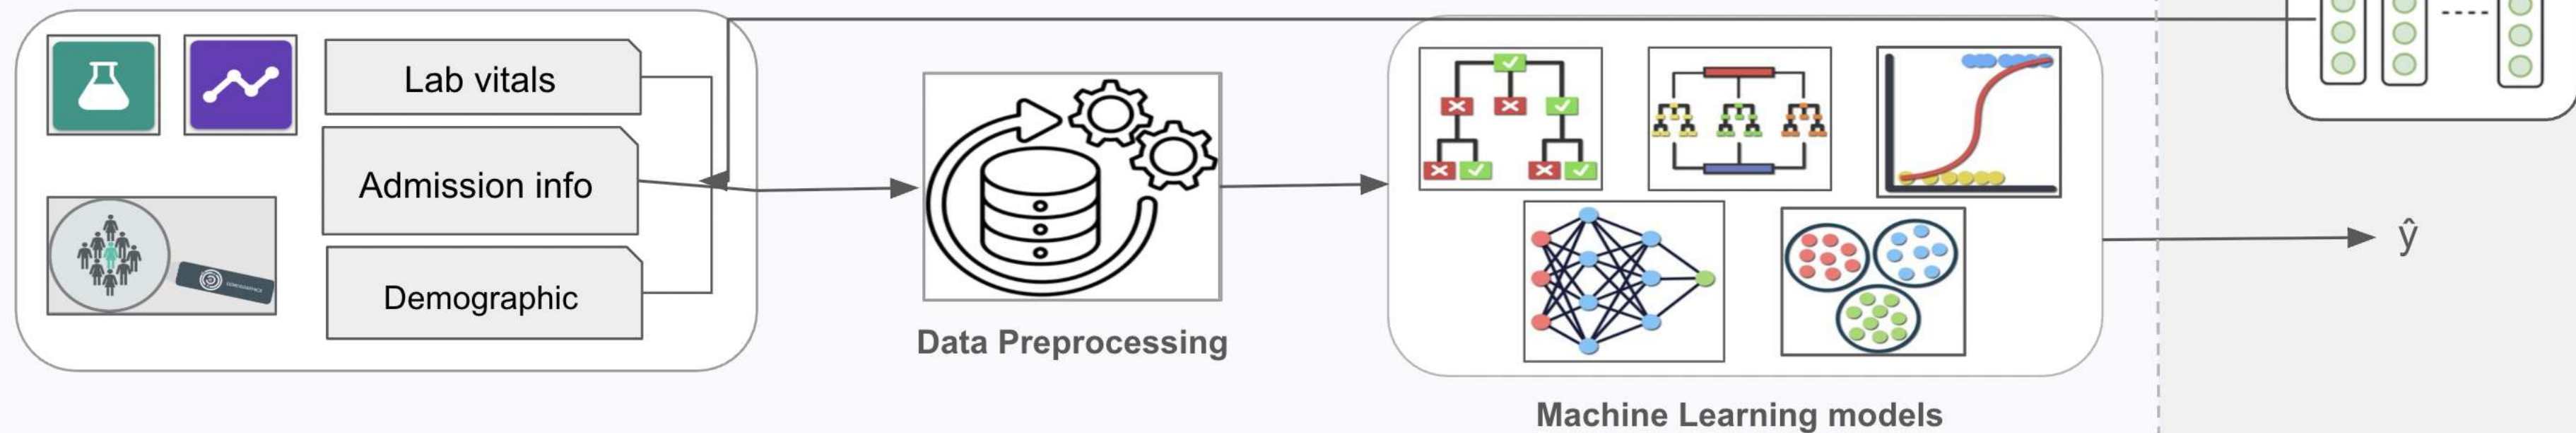 Lab vitals
Admission info
Demographic
Data Preprocessing
Machine Learning models
ŷ